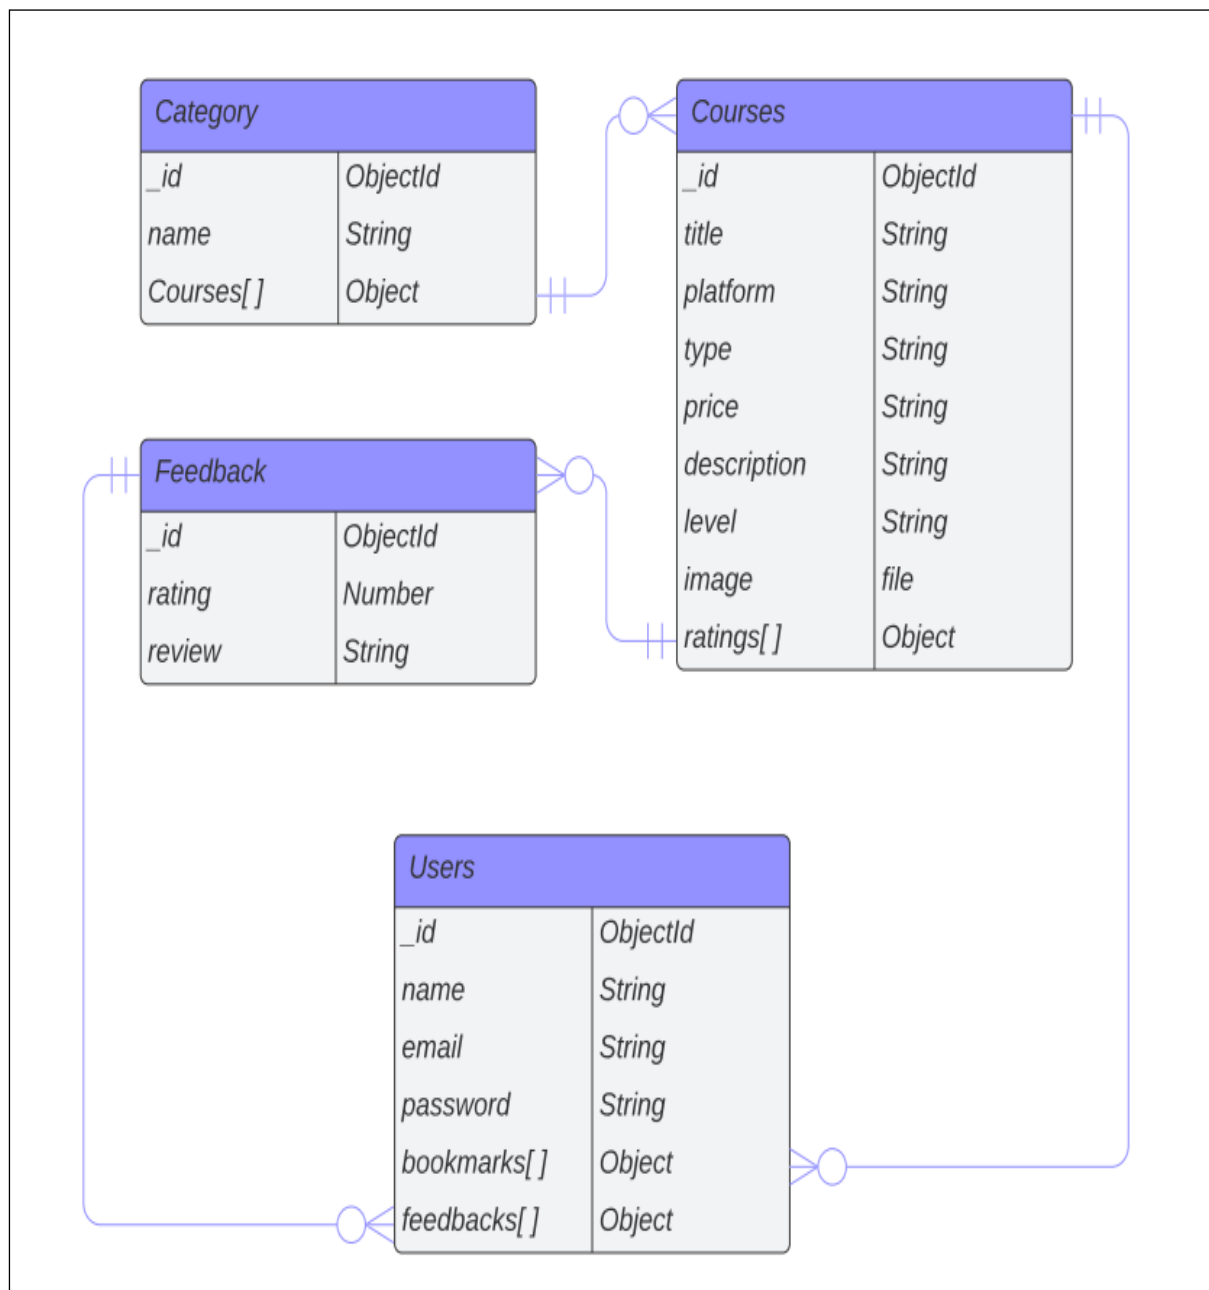 Category
_id ObjectId
name String
Courses[ ] Object
Courses
_id ObjectId
title String
platform String
type String
price String
description String
level String
image file
ratings[ ] Object
Feedback
_id ObjectId
rating Number
review String
Users
_id ObjectId
name String
email String
password String
bookmarks[ ] Object
feedbacks[ ] Object